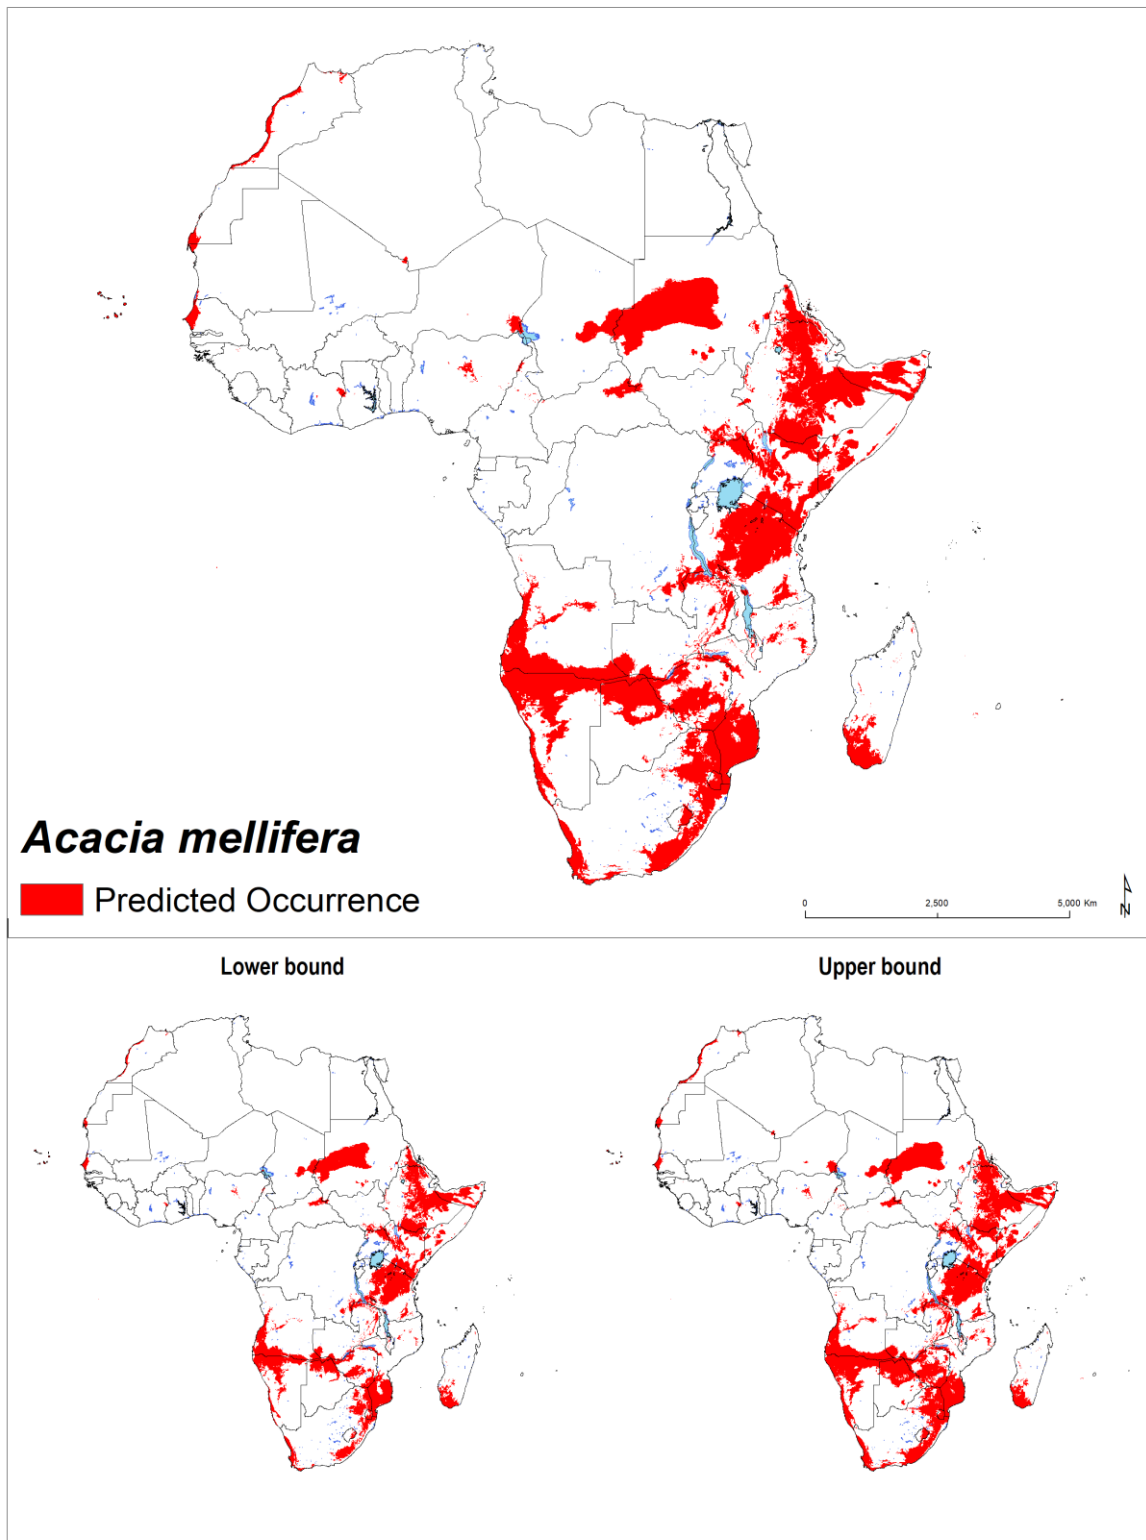 Acacia mellifera
Predicted Occurrence
0 2,500 5,000 Km
N
Lower bound
Upper bound